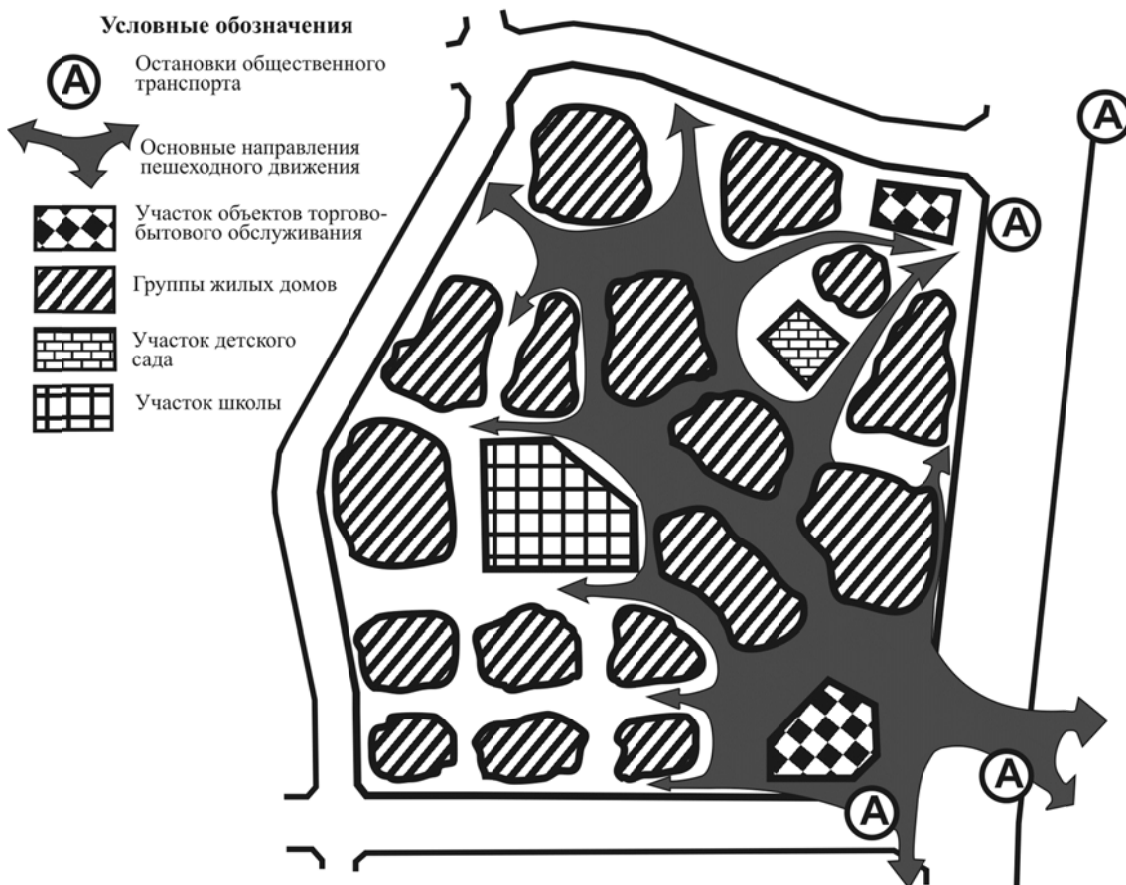 Условные обозначения
А
Остановки общественного
транспорта
Основные направления
пешеходного движения
Участок объектов торгово-
бытового обслуживания
Группы жилых домов
Участок детского
сада
Участок школы
А
А
А
А